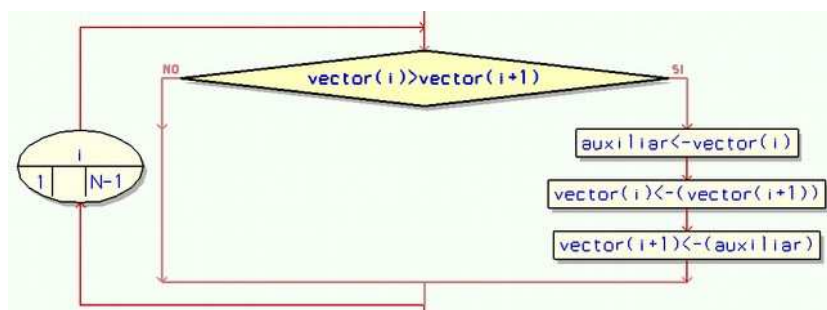 NO
SI
vector(i)>vector(i+1)
auxiliar<-vector(i)
i
1 N-1
vector(i)<-(vector(i+1))
vector(i+1)<-(auxiliar)